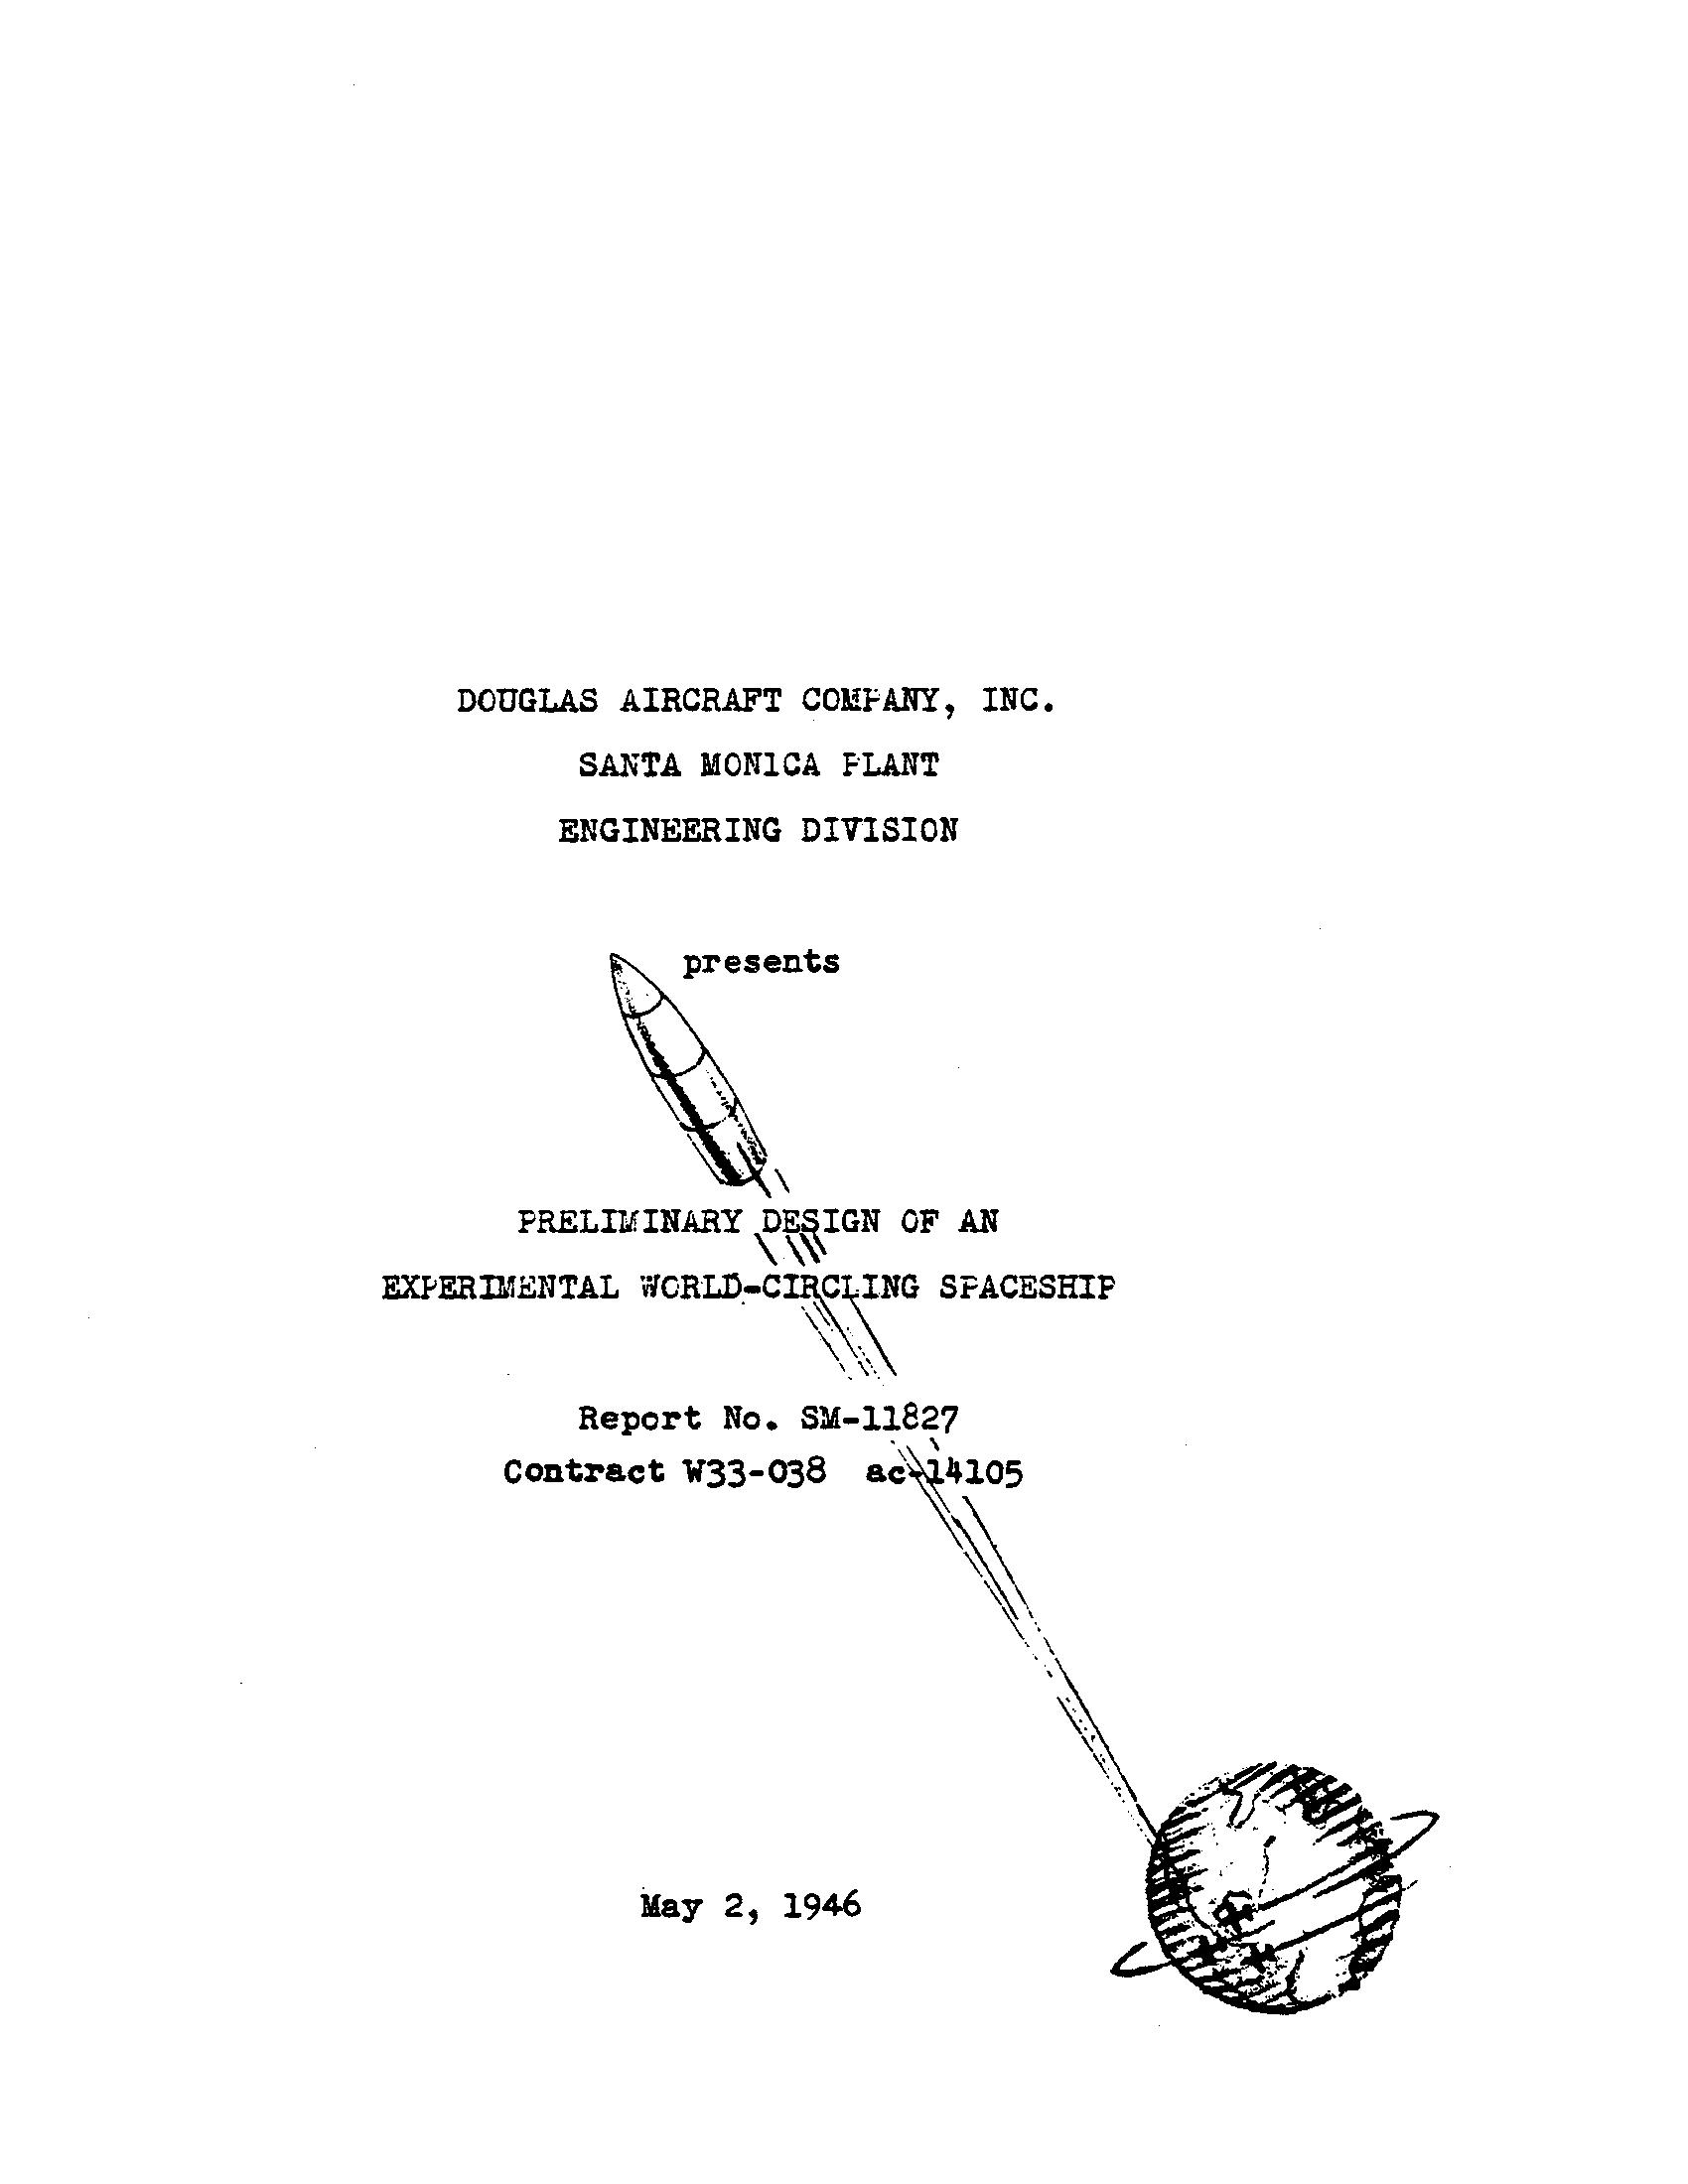 DOUGLAS AIRCRAFT COMPANY, INC.
SANTA MONICA PLANT
ENGINEERING DIVISION
presents
PRELIMINARY DESIGN OF AN
EXPERIMENTAL WORLD-CIRCLING SPACESHIP
Report No. SM-11827
Contract W33-038 ac-14105
May 2, 1946